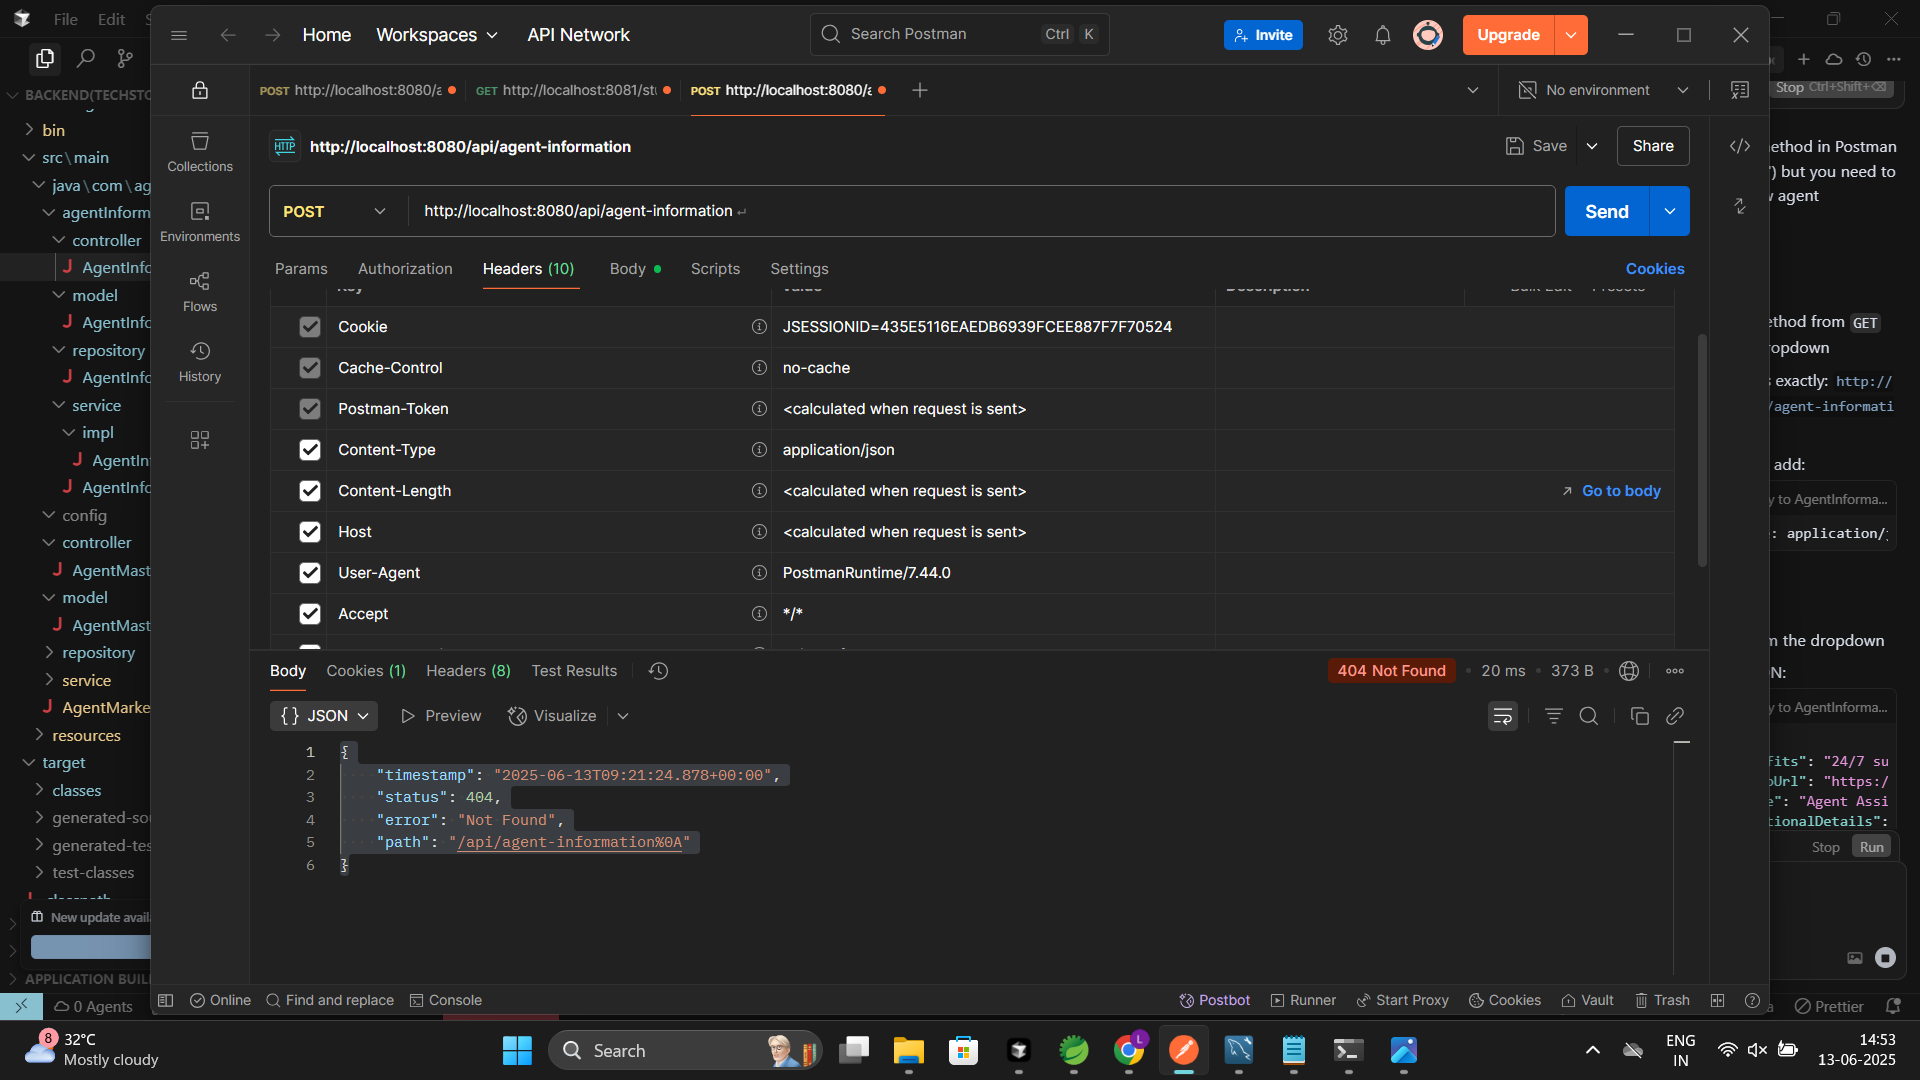 File Edit
Home Workspaces API Network Search Postman Ctrl K Invite Upgrade
BACKEND(TECHSTO
POST http://localhost:8080/a GET http://localhost:8081/stu POST http://localhost:8080/a No environment
Stop Ctrl+Shift+⌫
bin
src\main
java\com\ag
agentInform
controller
AgentInfo
model
AgentInfo
repository
AgentInfo
service
impl
AgentIn
AgentInfo
config
controller
AgentMast
model
AgentMast
repository
service
AgentMarke
resources
target
classes
generated-sou
generated-tes
test-classes
New update availa
APPLICATION BUIL
0 Agents
Collections
Environments
Flows
History
HTTP http://localhost:8080/api/agent-information Save Share
POST http://localhost:8080/api/agent-information Send
Params Authorization Headers (10) Body Scripts Settings Cookies
Cookie JSESSIONID=435E5116EAEDB6939FCEE887F7F70524
Cache-Control no-cache
Postman-Token <calculated when request is sent>
Content-Type application/json
Content-Length <calculated when request is sent> Go to body
Host <calculated when request is sent>
User-Agent PostmanRuntime/7.44.0
Accept */*
Body Cookies (1) Headers (8) Test Results 404 Not Found 20 ms 373 B
{} JSON Preview Visualize
1 {
2 "timestamp": "2025-06-13T09:21:24.878+00:00",
3 "status": 404,
4 "error": "Not Found",
5 "path": "/api/agent-information%0A"
6 }
Online Find and replace Console Postbot Runner Start Proxy Cookies Vault Trash
ethod in Postman
') but you need to
agent
ethod from GET
opdown
exactly: http://
/agent-informati
add:
y to AgentInforma...
: application/j
m the dropdown
N:
y to AgentInforma...
fits": "24/7 su
oUrl": "https:/
e": "Agent Assi
tionalDetails":
Stop Run
Prettier
8
32°C
Mostly cloudy
Search
L
ENG
IN
14:53
13-06-2025